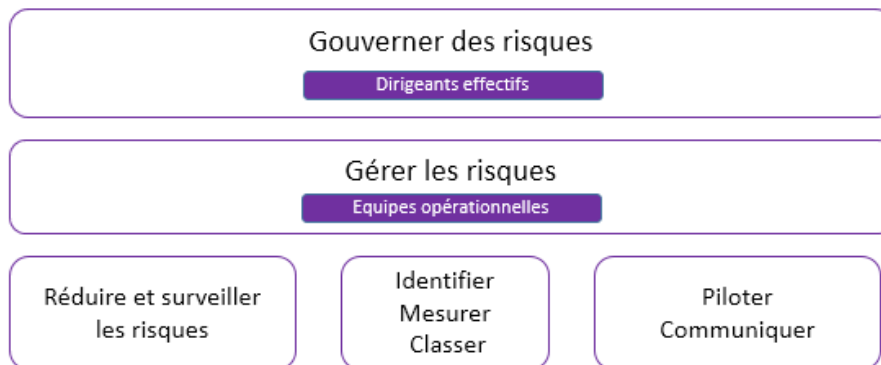 Gouverner des risques
Dirigeants effectifs
Gérer les risques
Equipes opérationnelles
Réduire et surveiller
les risques
Identifier
Mesurer
Classer
Piloter
Communiquer